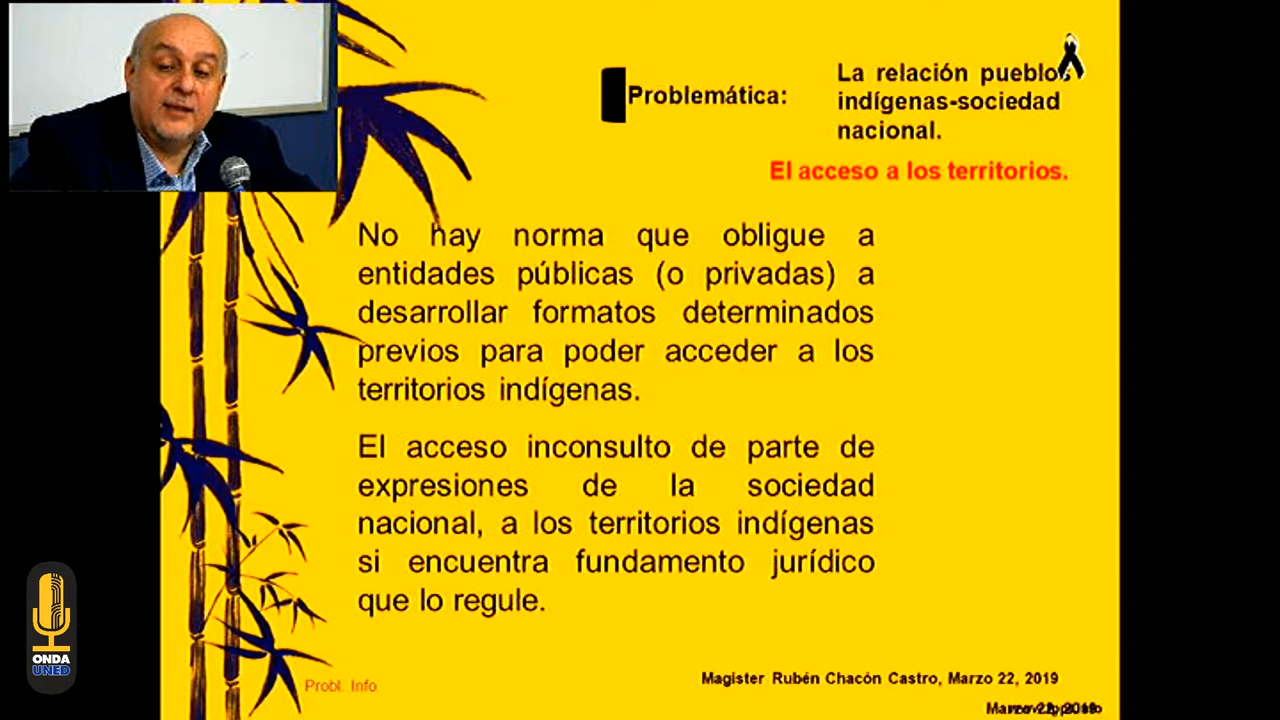 Problemática:
La relación pueblos
indígenas-sociedad
nacional.
El acceso a los territorios.
No hay norma que obligue a
entidades públicas (o privadas) a
desarrollar formatos determinados
previos para poder acceder a los
territorios indígenas.
El acceso inconsulto de parte de
expresiones de la sociedad
nacional, a los territorios indígenas
si encuentra fundamento jurídico
que lo regule.
Probl. Info
Magister Rubén Chacón Castro, Marzo 22, 2019
ONDA
UNED